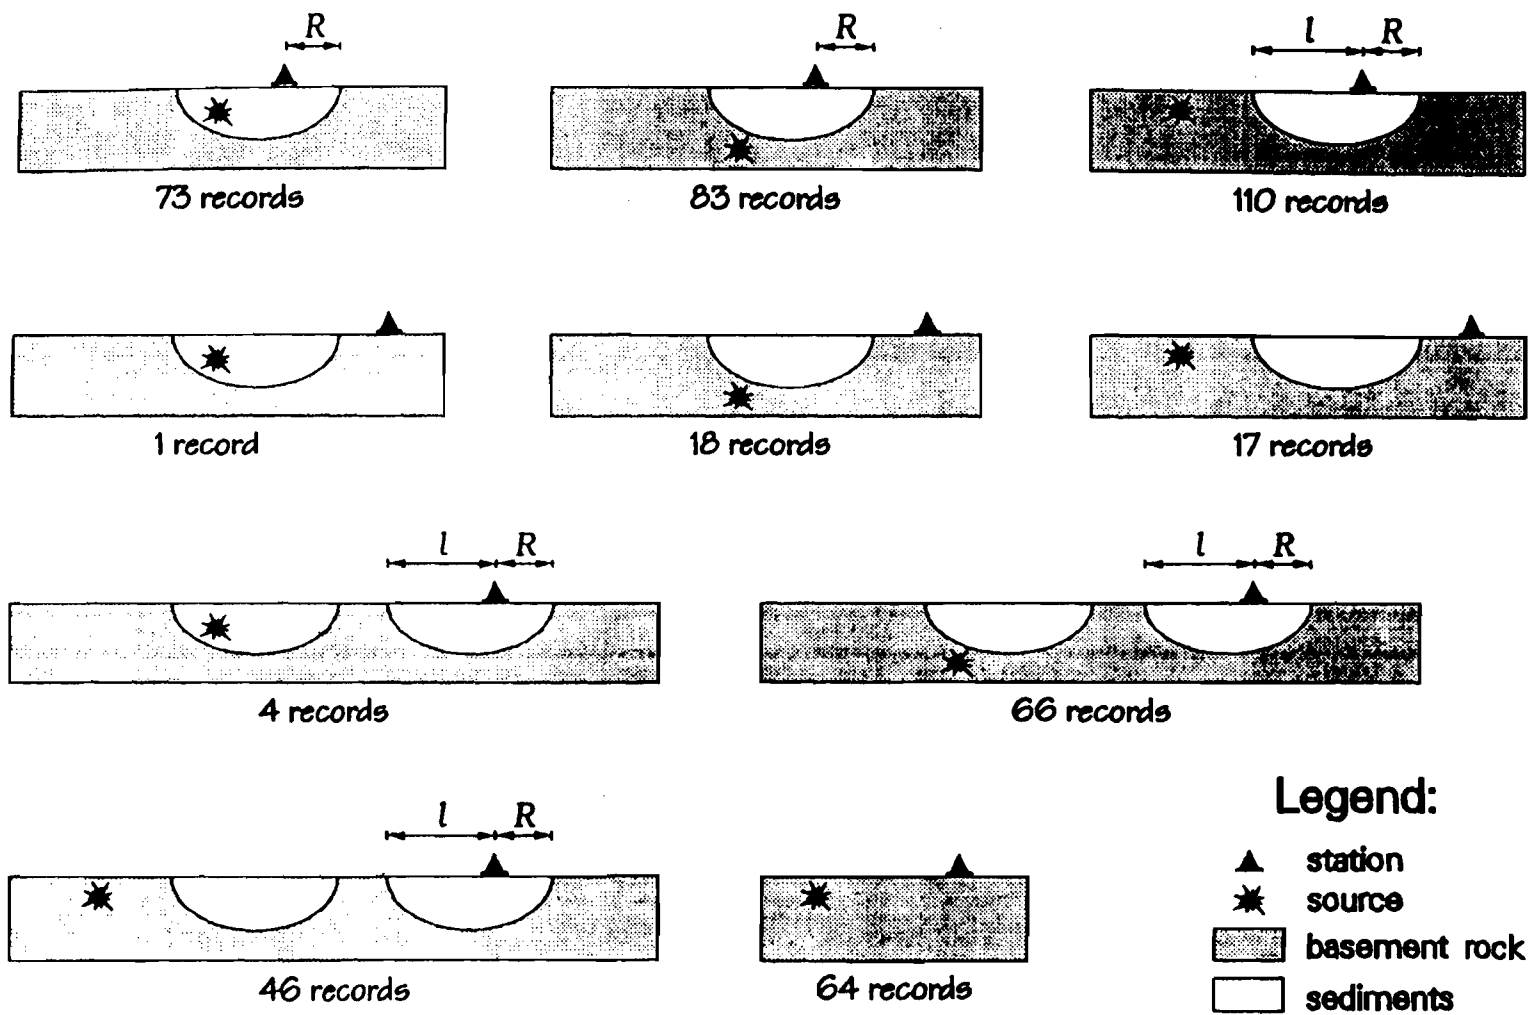 R
R
l R
73 records
83 records
110 records
1 record
18 records
17 records
l R
l R
4 records
66 records
l R
46 records
64 records
Legend:
station
source
basement rock
sediments